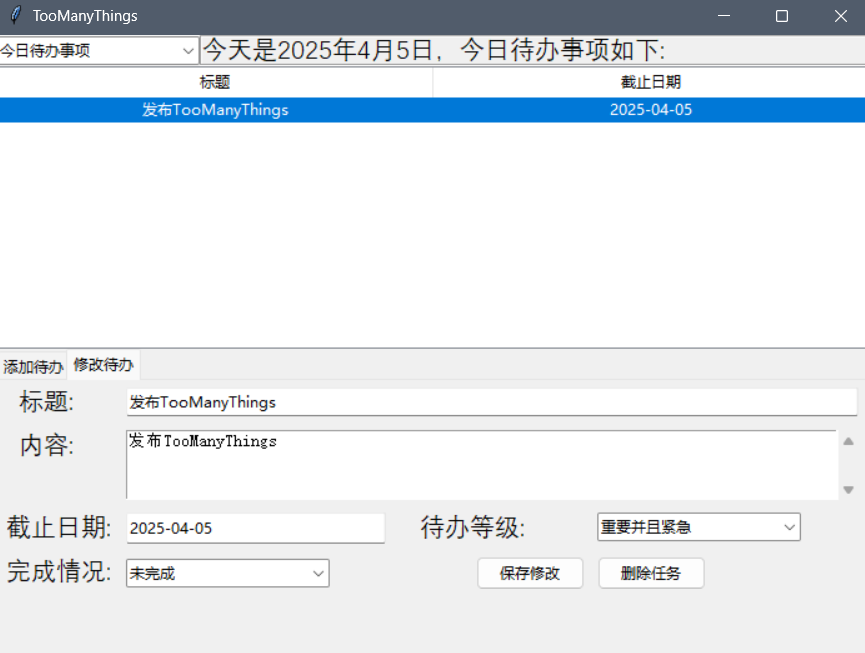 TooManyThings
今日待办事项 今天是2025年4月5日，今日待办事项如下:
标题 截止日期
发布TooManyThings 2025-04-05
添加待办 修改待办
标题: 发布TooManyThings
内容: 发布TooManyThings
截止日期: 2025-04-05 待办等级: 重要并且紧急
完成情况: 未完成 保存修改 删除任务